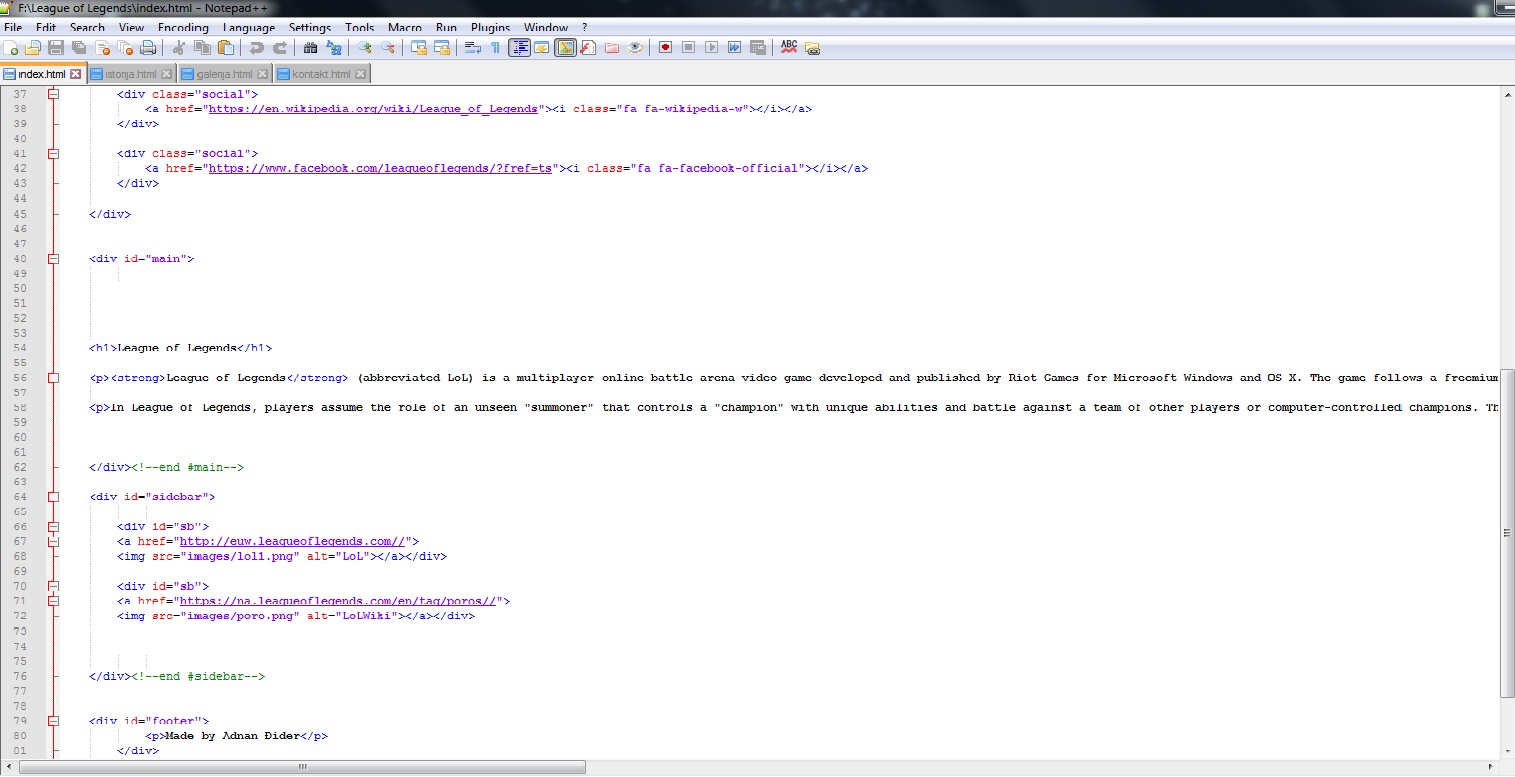 F:\League of Legends\index.html - Notepad++
File Edit Search View Encoding Language Settings Tools Macro Run Plugins Window ?
ABC
index.html istorija.html galerija.html kontakt.html
37 <div class="social">
38 <a href="https://en.wikipedia.org/wiki/League_of_Legends"><i class="fa fa-wikipedia-w"></i></a>
39 </div>
40
41 <div class="social">
42 <a href="https://www.facebook.com/leagueoflegends/?fref=ts"><i class="fa fa-facebook-official"></i></a>
43 </div>
44
45 </div>
46
47
48 <div id="main">
49
50
51
52
53
54 <h1>League of Legends</h1>
55
56 <p><strong>League of Legends</strong> (abbreviated LoL) is a multiplayer online battle arena video game developed and published by Riot Games for Microsoft Windows and OS X. The game follows a freemium
57
58 <p>In League of Legends, players assume the role of an unseen "summoner" that controls a "champion" with unique abilities and battle against a team of other players or computer-controlled champions. Th
59
60
61
62 </div><!--end #main-->
63
64 <div id="sidebar">
65
66 <div id="sb">
67 <a href="http://euw.leagueoflegends.com//">
68 <img src="images/lol1.png" alt="LoL"></a></div>
69
70 <div id="sb">
71 <a href="https://na.leagueoflegends.com/en/tag/poros//">
72 <img src="images/poro.png" alt="LoLWiki"></a></div>
73
74
75
76 </div><!--end #sidebar-->
77
78
79 <div id="footer">
80 <p>Made by Adnan Đider</p>
81 </div>